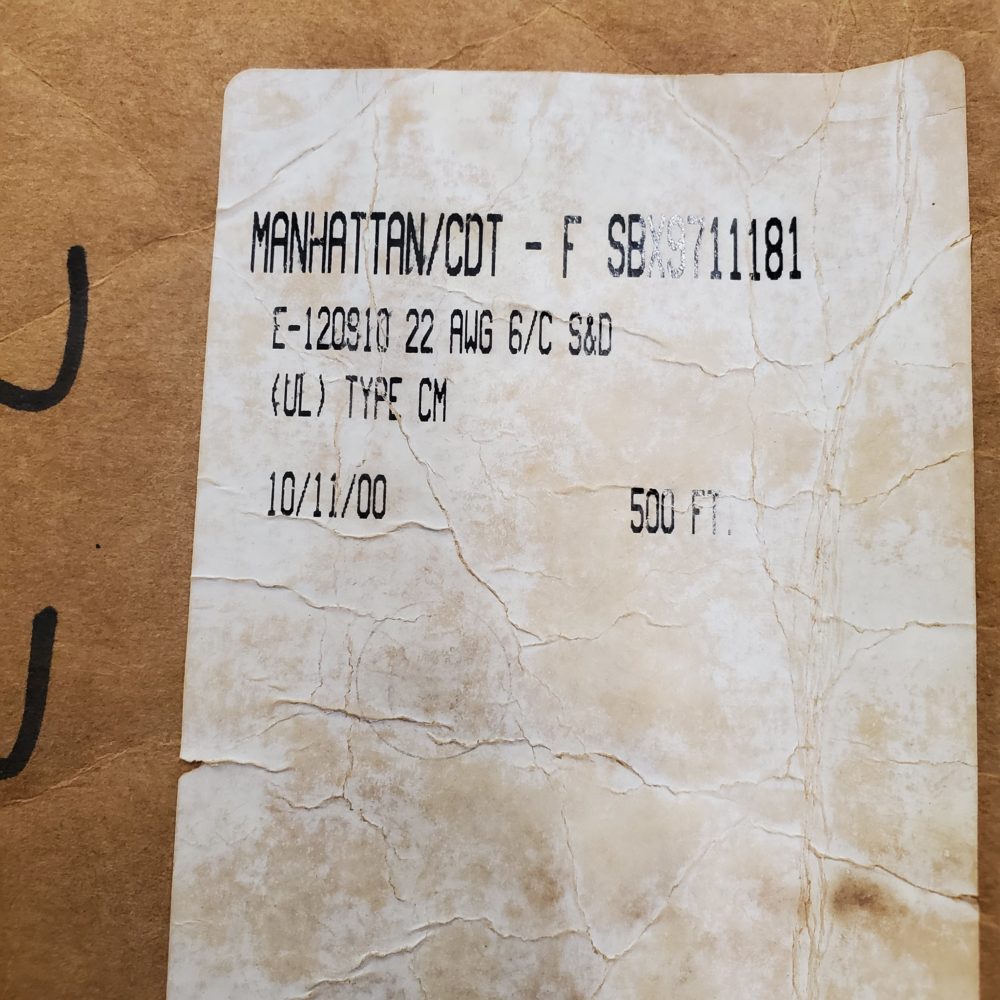 MANHATTAN/CDT - F SBX9711181
E-120910 22 AWG 6/C S&D
(UL) TYPE CM
10/11/00 500 FT.